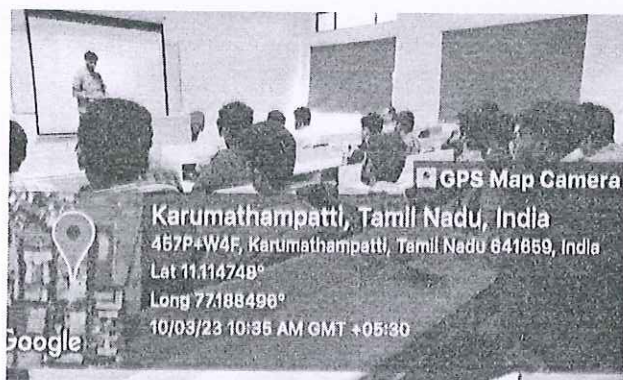 GPS Map Camera
Karumathampatti, Tamil Nadu, India
457P+W4F, Karumathampatti, Tamil Nadu 641659, India
Lat 11.114748°
Long 77.188496°
10/03/23 10:35 AM GMT +05:30
Google